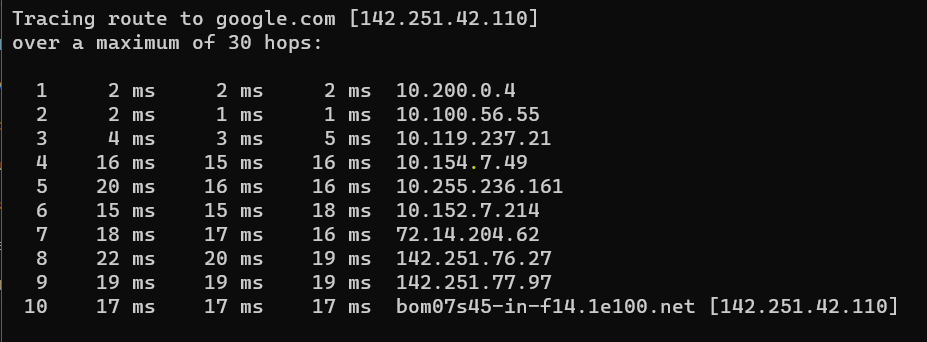 Tracing route to google.com [142.251.42.110]
over a maximum of 30 hops:
1 2 ms 2 ms 2 ms 10.200.0.4
2 2 ms 1 ms 1 ms 10.100.56.55
3 4 ms 3 ms 5 ms 10.119.237.21
4 16 ms 15 ms 16 ms 10.154.7.49
5 20 ms 16 ms 16 ms 10.255.236.161
6 15 ms 15 ms 18 ms 10.152.7.214
7 18 ms 17 ms 16 ms 72.14.204.62
8 22 ms 20 ms 19 ms 142.251.76.27
9 19 ms 19 ms 19 ms 142.251.77.97
10 17 ms 17 ms 17 ms bom07s45-in-f14.1e100.net [142.251.42.110]